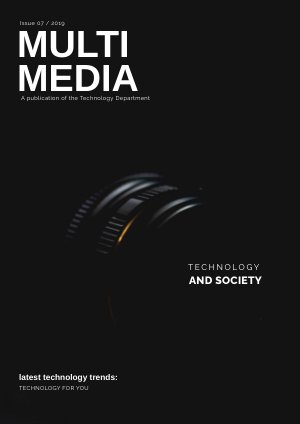 Issue 07 / 2019
MULTI
MEDIA
A publication of the Technology Department
TECHNOLOGY
AND SOCIETY
latest technology trends:
TECHNOLOGY FOR YOU